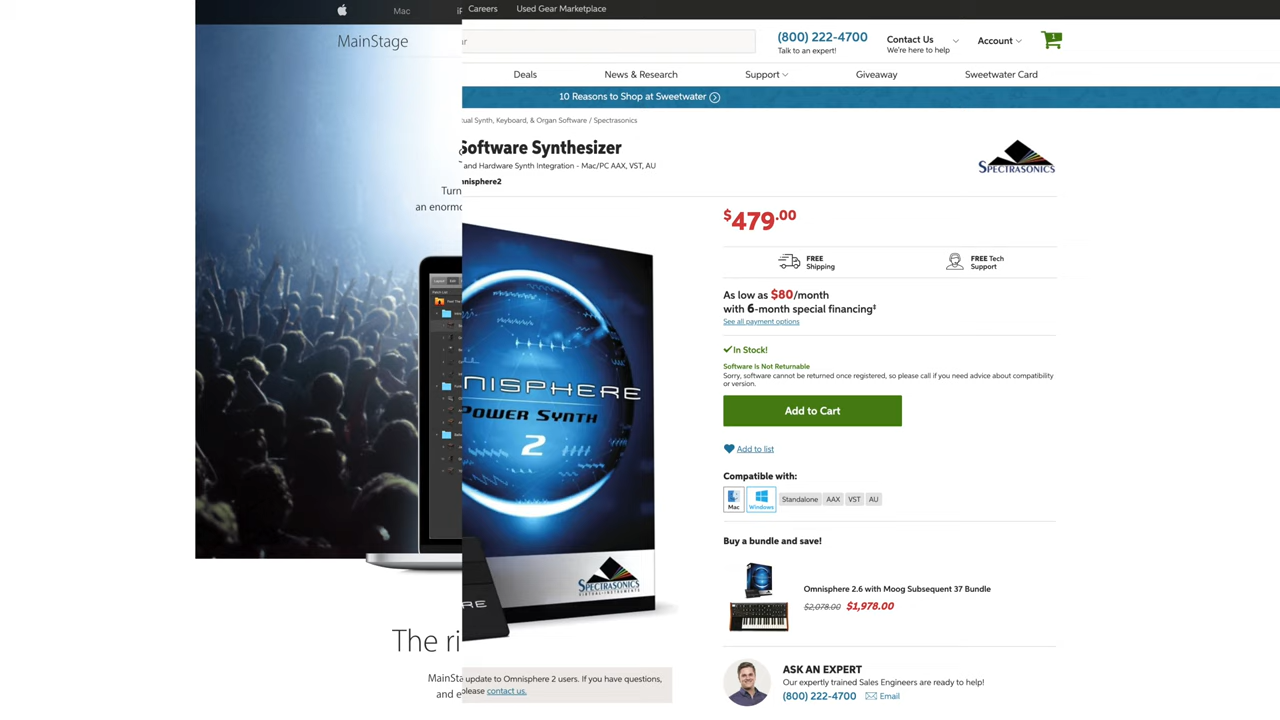 Mac
MainStage
Turn
an enorm
The ri
MainSta
and e
Careers
Used Gear Marketplace
(800) 222-4700
Talk to an expert!
Contact Us
We're here to help
Account
1
Deals
News & Research
Support
Giveaway
Sweetwater Card
10 Reasons to Shop at Sweetwater
ual Synth, Keyboard, & Organ Software / Spectrasonics
Software Synthesizer
and Hardware Synth Integration - Mac/PC AAX, VST, AU
mnisphere2
SPECTRASONICS
NISPHERE
POWER SYNTH
2
SPECTRASONICS
VIRTUAL INSTRUMENTS
update to Omnisphere 2 users. If you have questions,
please contact us.
$479.00
FREE
Shipping
FREE Tech
Support
As low as $80/month
with 6-month special financing‡
See all payment options
In Stock!
Software Is Not Returnable
Sorry, software cannot be returned once registered, so please call if you need advice about compatibility
or version.
Add to Cart
Add to list
Compatible with:
Mac
Windows
Standalone
AAX
VST
AU
Buy a bundle and save!
Omnisphere 2.6 with Moog Subsequent 37 Bundle
$2,078.00 $1,978.00
ASK AN EXPERT
Our expertly trained Sales Engineers are ready to help!
(800) 222-4700
Email